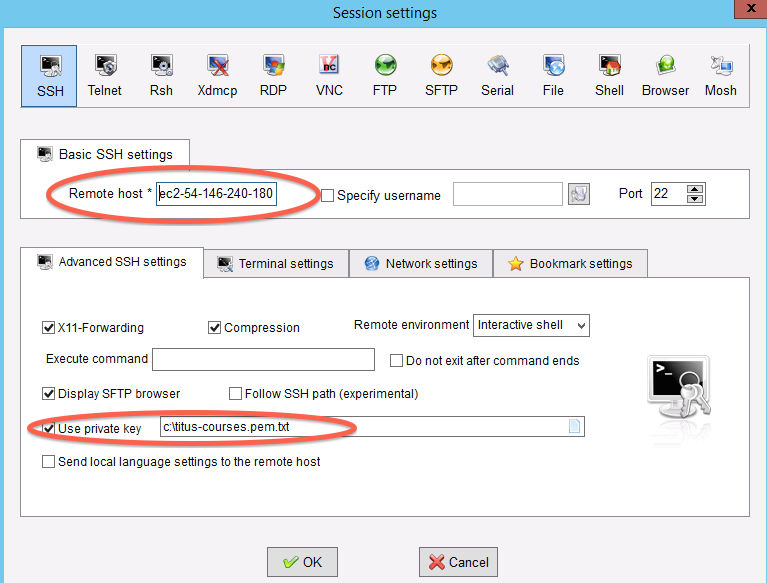 Session settings
x
SSH Telnet Rsh Xdmcp RDP VNC FTP SFTP Serial File Shell Browser Mosh
Basic SSH settings
Remote host * ec2-54-146-240-180 Specify username Port 22
Advanced SSH settings Terminal settings Network settings Bookmark settings
X11-Forwarding Compression Remote environment Interactive shell
Execute command Do not exit after command ends
Display SFTP browser Follow SSH path (experimental)
Use private key c:\titus-courses.pem.txt
Send local language settings to the remote host
OK Cancel